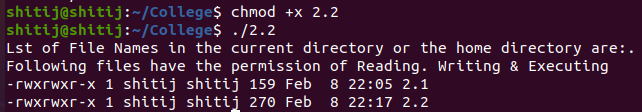 shitij@shitij:~/College$ chmod +x 2.2
shitij@shitij:~/College$ ./2.2
Lst of File Names in the current directory or the home directory are:.
Following files have the permission of Reading. Writing & Executing
-rwxrwxr-x 1 shitij shitij 159 Feb  8 22:05 2.1
-rwxrwxr-x 1 shitij shitij 270 Feb  8 22:17 2.2